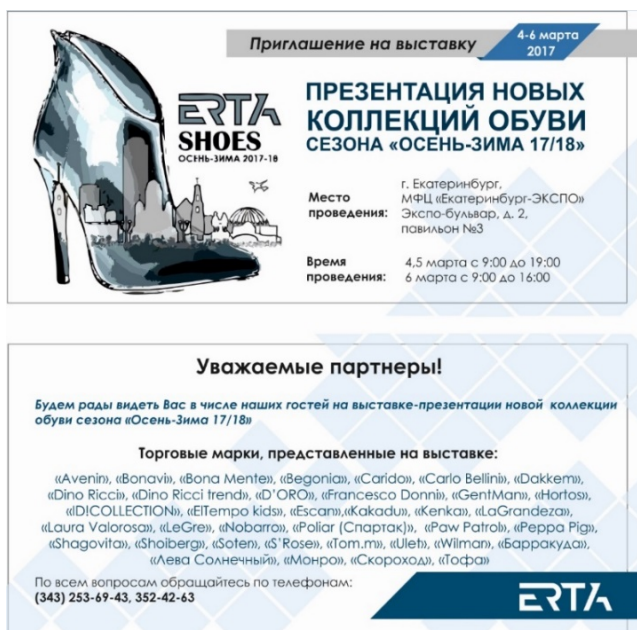 Приглашение на выставку
4-6 марта
2017
ERTA
SHOES
ОСЕНЬ-ЗИМА 2017-18
ПРЕЗЕНТАЦИЯ НОВЫХ
КОЛЛЕКЦИЙ ОБУВИ
СЕЗОНА «ОСЕНЬ-ЗИМА 17/18»
Место
проведения:
г. Екатеринбург,
МФЦ «Екатеринбург-ЭКСПО»
Экспо-бульвар, д. 2,
павильон №3
Время
проведения:
4,5 марта с 9:00 до 19:00
6 марта с 9:00 до 16:00
Уважаемые партнеры!
Будем рады видеть Вас в числе наших гостей на выставке-презентации новой коллекции
обуви сезона «Осень-Зима 17/18»
Торговые марки, представленные на выставке:
«Avenin», «Bonavi», «Bona Mente», «Begonia», «Carido», «Carlo Bellini», «Dakkem»,
«Dino Ricci», «Dino Ricci trend», «D'ORO», «Francesco Donni», «GentMan», «Hortos»,
«ID!COLLECTION», «ElTempo kids», «Escan»,«Kakadu», «Kenka», «LaGrandeza»,
«Laura Valorosa», «LeGre», «Nobarro», «Poliar (Спартак)», «Paw Patrol», «Peppa Pig»,
«Shagovita», «Shoiberg», «Soten», «S'Rose», «Tom.m», «Ulet», «Wilmar», «Барракуда»,
«Лева Солнечный», «Монро», «Скороход», «Тофа»
По всем вопросам обращайтесь по телефонам:
(343) 253-69-43, 352-42-63
ERTA